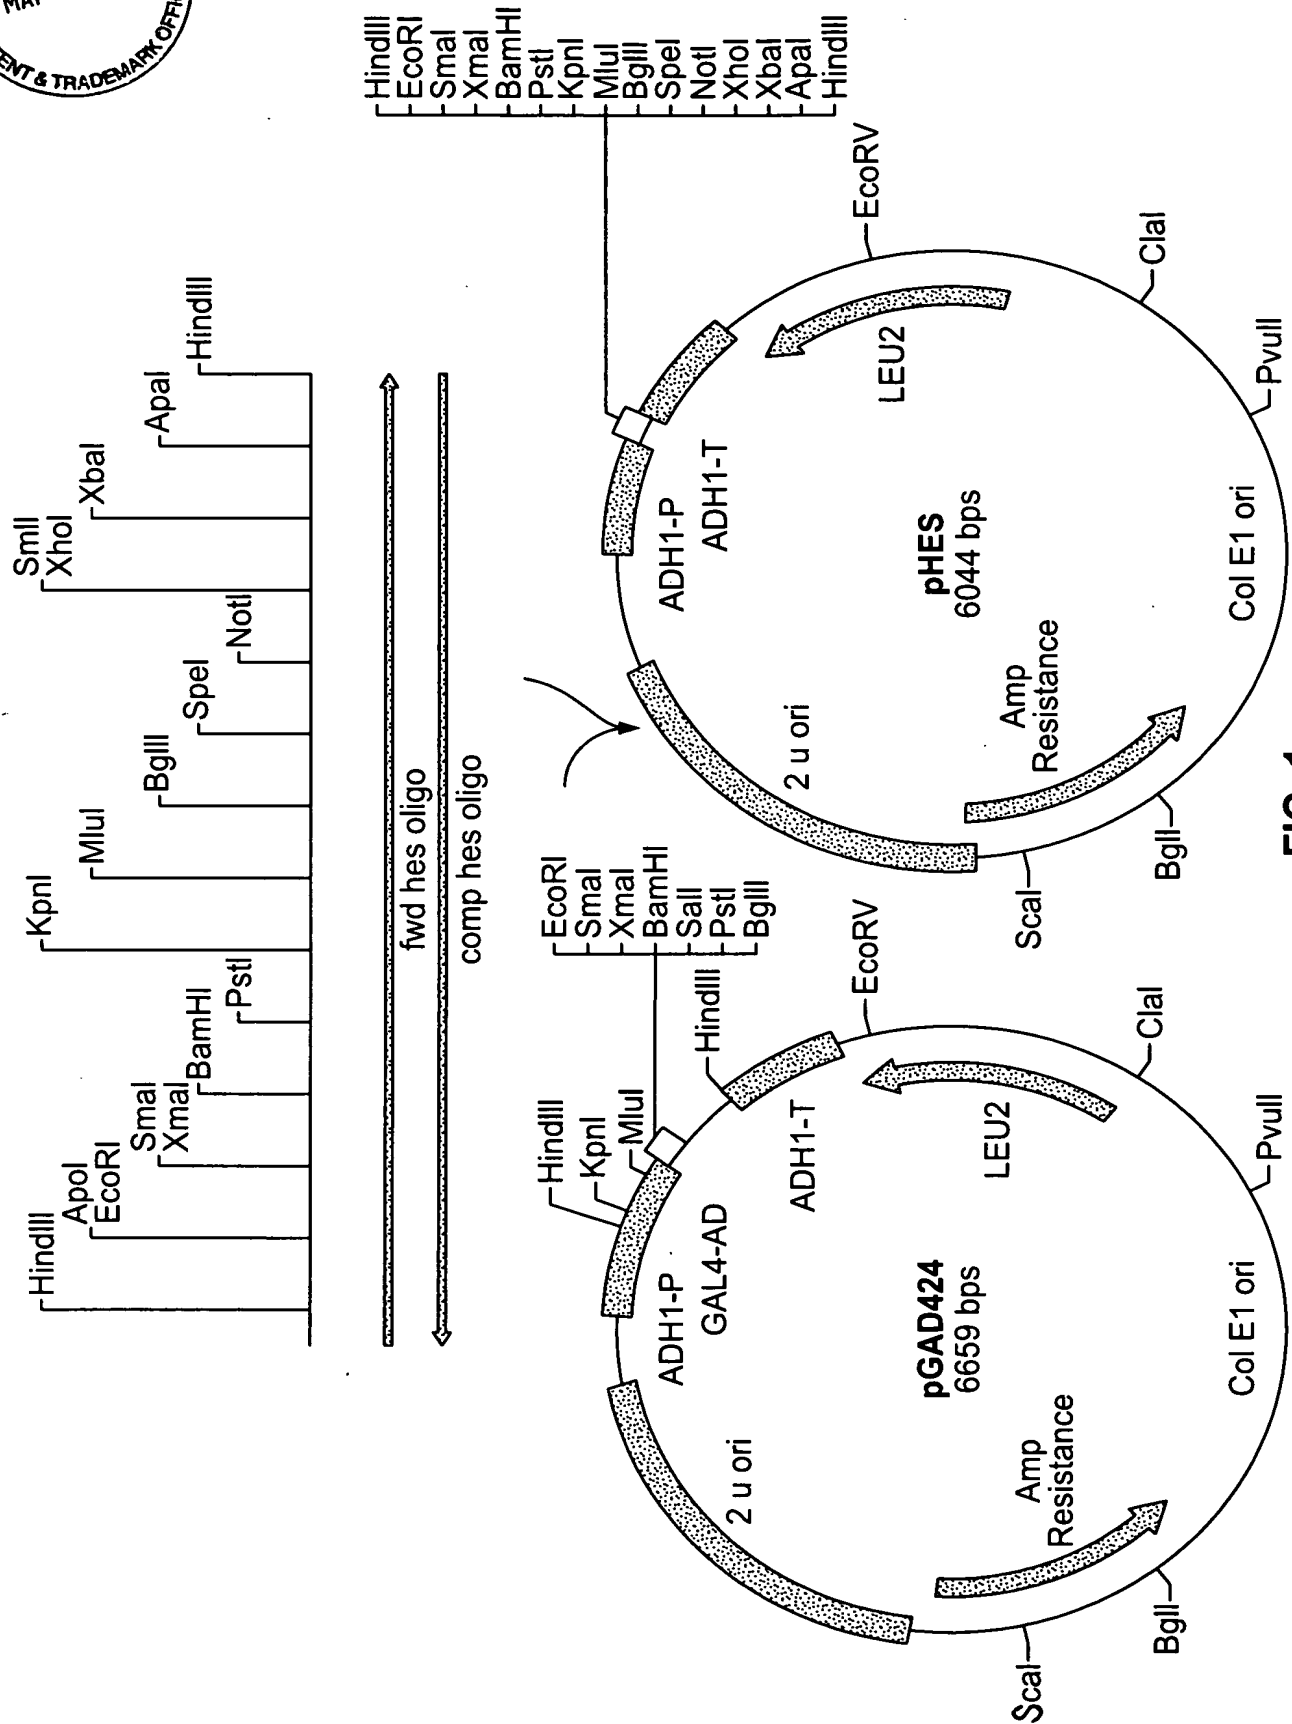 MAY
ENT & TRADEMARK OFFI
HindIII
ApoI
EcoRI
SmaI
XmaI
BamHI
PstI
KpnI
MluI
BglII
SpeI
NotI
SmlI
XhoI
XbaI
ApaI
HindIII
fwd hes oligo
comp hes oligo
HindIII
KpnI
MluI
EcoRI
SmaI
XmaI
BamHI
SalI
PstI
BglII
HindIII
EcoRV
ClaI
PvuII
BglI
ScaI
2 u ori
ADH1-P
GAL4-AD
ADH1-T
LEU2
pGAD424
6659 bps
Amp
Resistance
Col E1 ori
HindIII
EcoRI
SmaI
XmaI
BamHI
PstI
KpnI
MluI
BglII
SpeI
NotI
XhoI
XbaI
ApaI
HindIII
EcoRV
ClaI
PvuII
BglI
ScaI
2 u ori
ADH1-P
ADH1-T
LEU2
pHES
6044 bps
Amp
Resistance
Col E1 ori